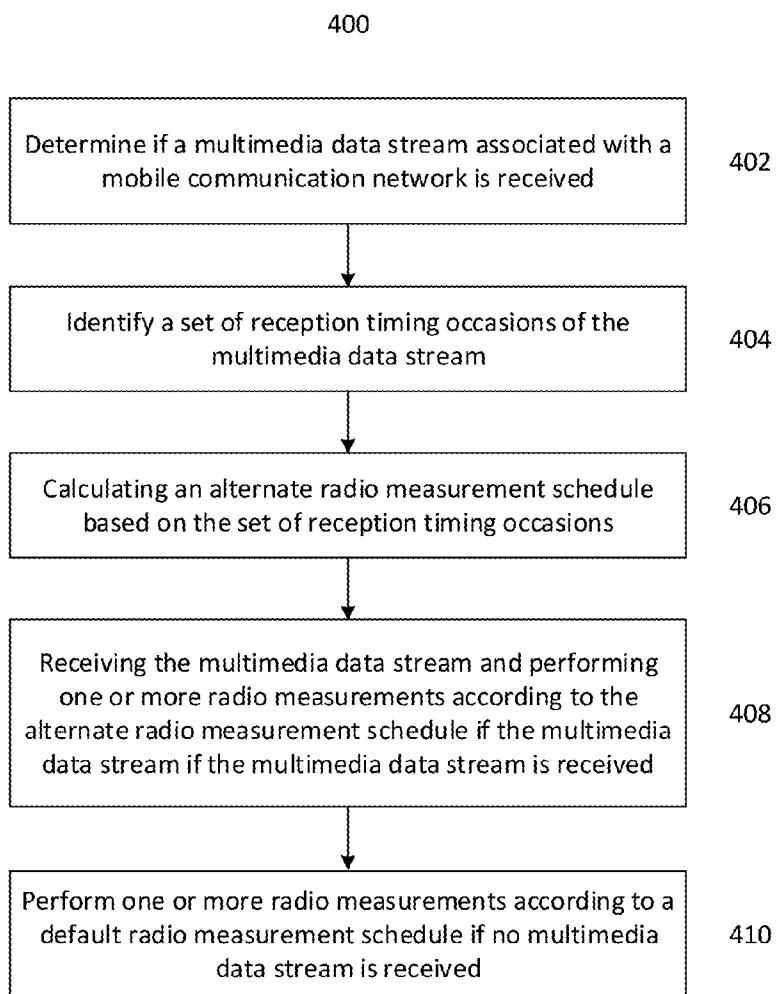 400
Determine if a multimedia data stream associated with a
mobile communication network is received
402
Identify a set of reception timing occasions of the
multimedia data stream
404
Calculating an alternate radio measurement schedule
based on the set of reception timing occasions
406
Receiving the multimedia data stream and performing
one or more radio measurements according to the
alternate radio measurement schedule if the multimedia
data stream if the multimedia data stream is received
408
Perform one or more radio measurements according to a
default radio measurement schedule if no multimedia
data stream is received
410